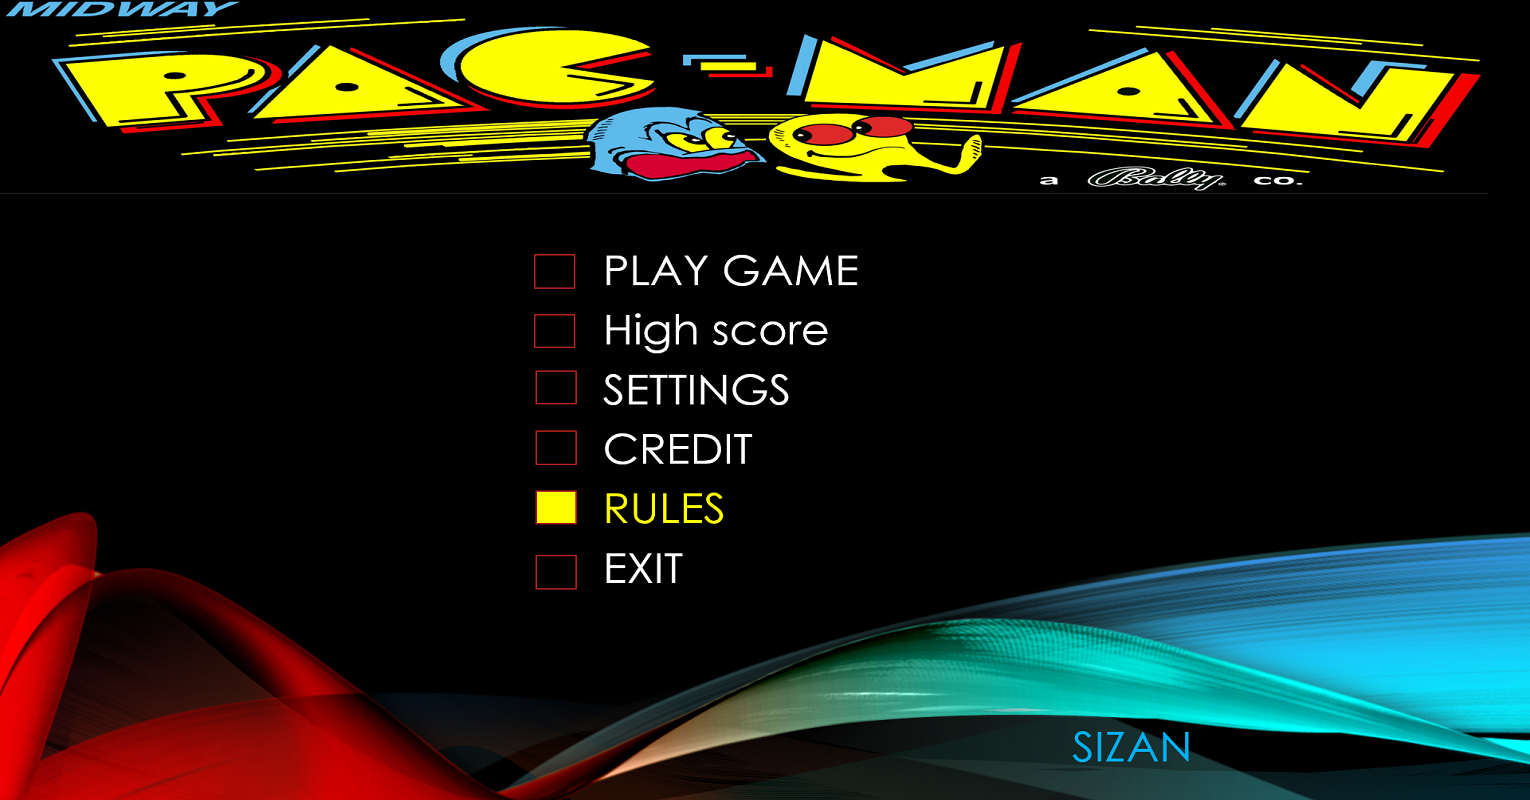 MIDWAY
PAC-MAN
a Bally co.
PLAY GAME
High score
SETTINGS
CREDIT
RULES
EXIT
SIZAN